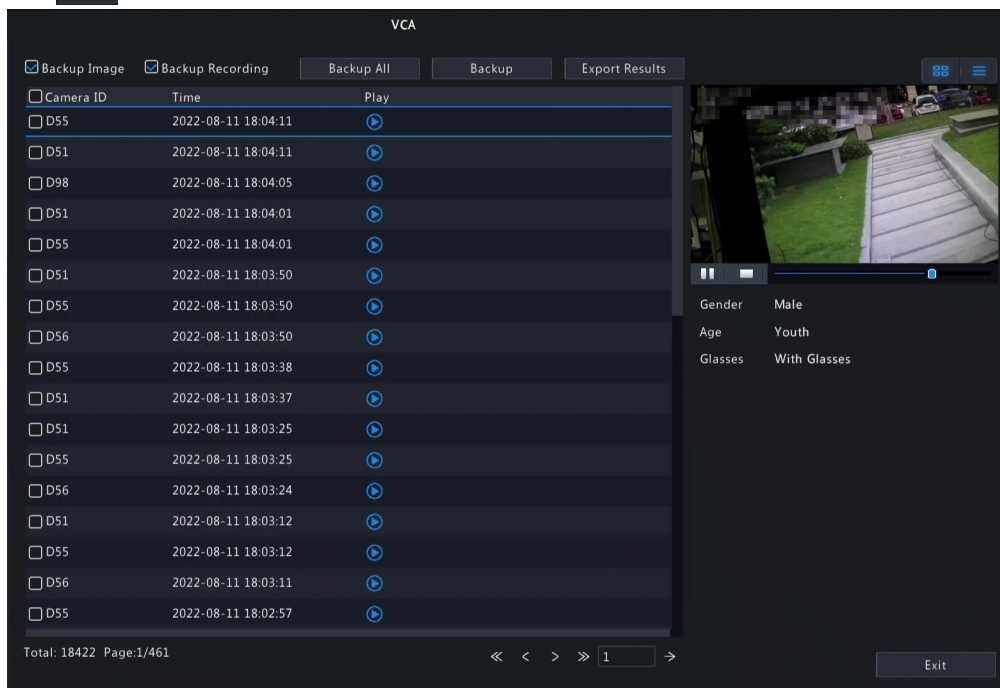 VCA
Backup Image Backup Recording Backup All Backup Export Results
Camera ID Time Play
D55 2022-08-11 18:04:11
D51 2022-08-11 18:04:11
D98 2022-08-11 18:04:05
D51 2022-08-11 18:04:01
D55 2022-08-11 18:04:01
D51 2022-08-11 18:03:50
D55 2022-08-11 18:03:50
D56 2022-08-11 18:03:50
D55 2022-08-11 18:03:38
D51 2022-08-11 18:03:37
D51 2022-08-11 18:03:25
D55 2022-08-11 18:03:25
D56 2022-08-11 18:03:24
D51 2022-08-11 18:03:12
D55 2022-08-11 18:03:12
D56 2022-08-11 18:03:11
D55 2022-08-11 18:02:57
Gender Male
Age Youth
Glasses With Glasses
Total: 18422 Page:1/461
1
Exit